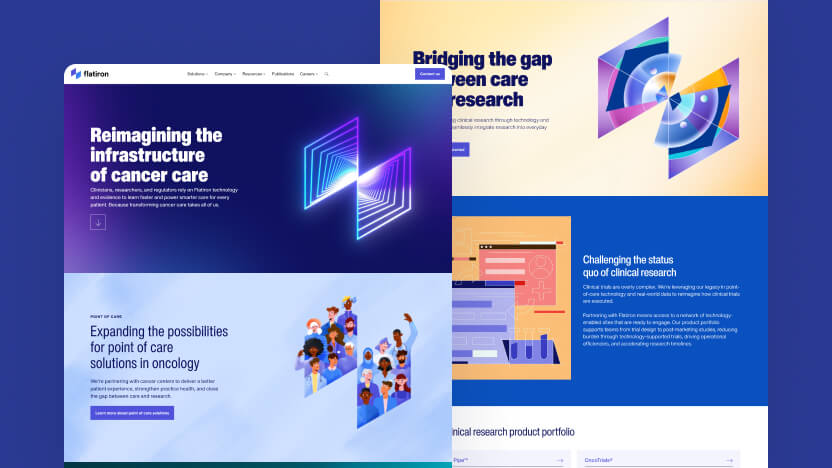 flatiron
Solutions
Company
Resources
Publications
Careers
Contact us
Reimagining the
infrastructure
of cancer care
Clinicians, researchers, and regulators rely on Flatiron technology
and evidence to learn faster and power smarter care for every
patient. Because transforming cancer care takes all of us.
POINT OF CARE
Expanding the possibilities
for point of care
solutions in oncology
We're partnering with cancer centers to deliver a better
patient experience, strengthen practice health, and close
the gap between care and research.
Learn more about point of care solutions
Bridging the gap
ween care
research
ing clinical research through technology and
seamlessly integrate research into everyday
Challenging the status
quo of clinical research
Clinical trials are overly complex. We're leveraging our legacy in point-
of-care technology and real-world data to reimagine how clinical trials
are executed.
Partnering with Flatiron means access to a network of technology-
enabled sites that are ready to engage. Our product portfolio
supports teams from trial design to post-marketing studies, reducing
burden through technology-supported trials, driving operational
efficiencies, and accelerating research timelines.
nical research product portfolio
Pipe™
OncoTrials®